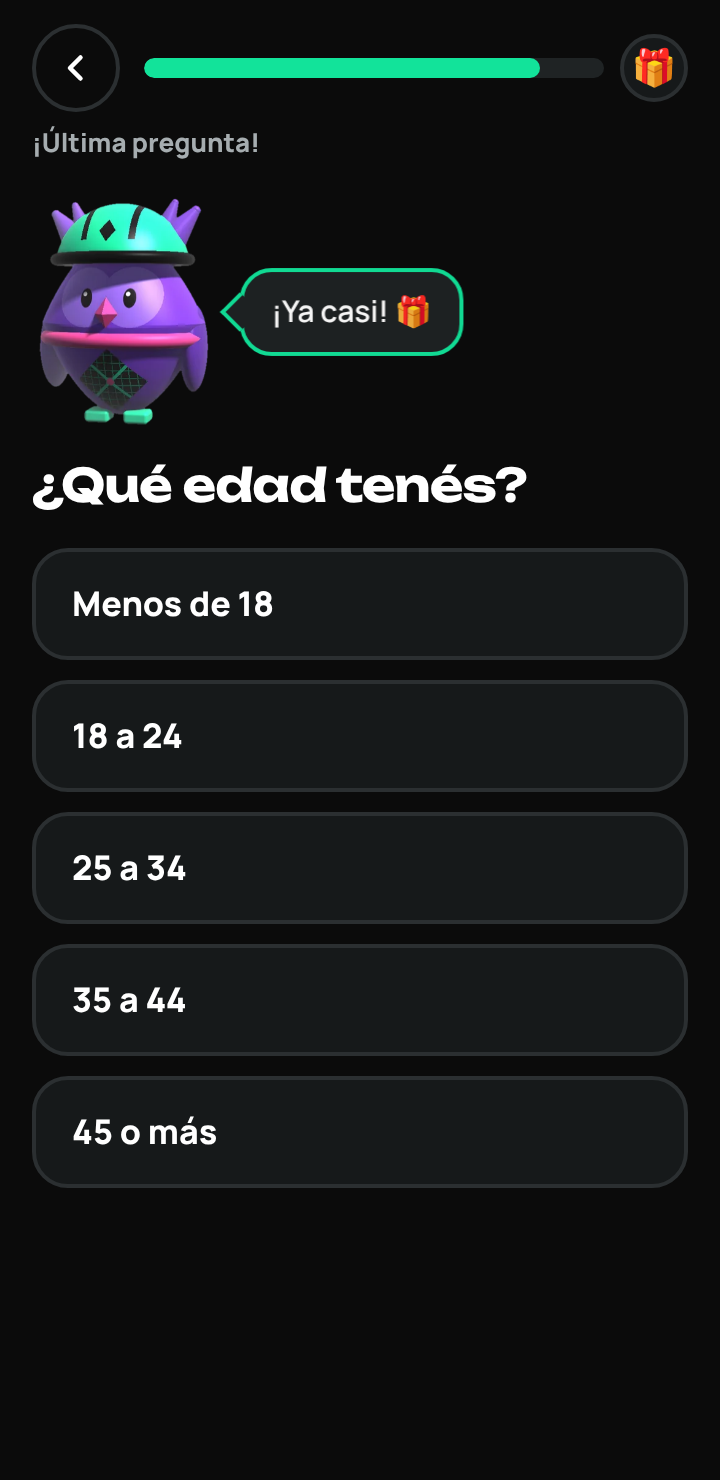 ¡Última pregunta!
¡Ya casi! 🎁
¿Qué edad tenés?
Menos de 18
18 a 24
25 a 34
35 a 44
45 o más